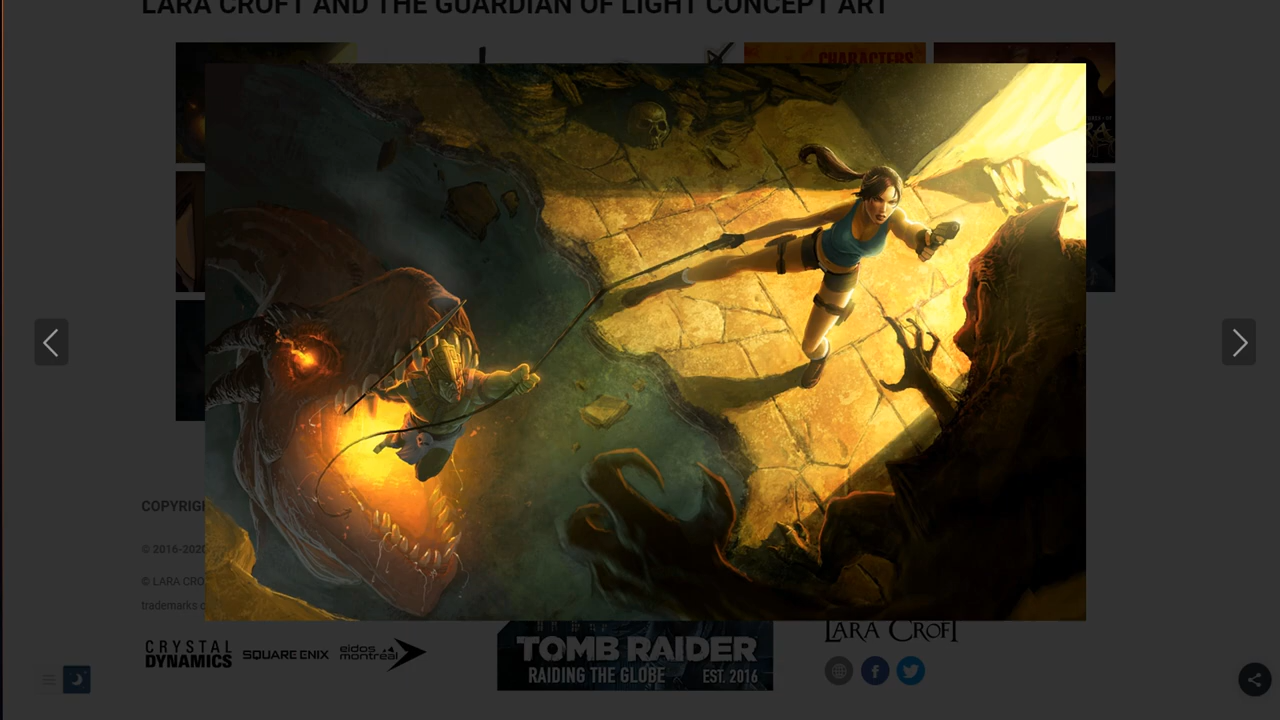 LARA CROFT AND THE GUARDIAN OF LIGHT CONCEPT ART
CHARACTERS
COPYRIG
© 2016-2020
© LARA CRO
trademarks
CRYSTAL
DYNAMICS
SQUARE ENIX
eidos
montréal
TOMB RAIDER
RAIDING THE GLOBE
EST. 2016
LARA CROFT